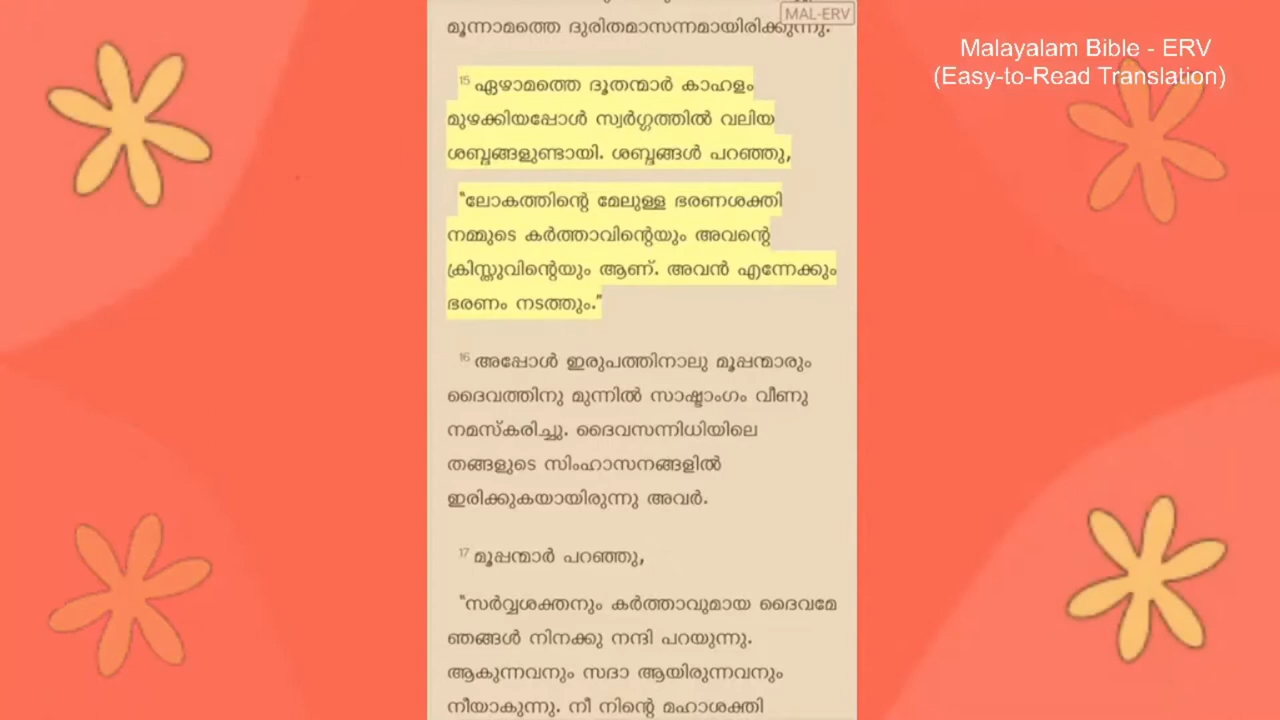 മൂന്നാമത്തെ ദുരിതമാസന്നമായിരിക്കുന്നു.
MAL-ERV
Malayalam Bible - ERV
(Easy-to-Read Translation)
15 ഏഴാമത്തെ ദൂതന്മാർ കാഹളം
മുഴക്കിയപ്പോൾ സ്വർഗ്ഗത്തിൽ വലിയ
ശബ്ദങ്ങളുണ്ടായി. ശബ്ദങ്ങൾ പറഞ്ഞു,
“ലോകത്തിന്റെ മേലുള്ള ഭരണശക്തി
നമ്മുടെ കർത്താവിന്റെയും അവന്റെ
ക്രിസ്തുവിന്റെയും ആണ്. അവൻ എന്നേക്കും
ഭരണം നടത്തും.”
16 അപ്പോൾ ഇരുപത്തിനാലു മൂപ്പന്മാരും
ദൈവത്തിനു മുന്നിൽ സാഷ്ടാംഗം വീണു
നമസ്കരിച്ചു. ദൈവസന്നിധിയിലെ
തങ്ങളുടെ സിംഹാസനങ്ങളിൽ
ഇരിക്കുകയായിരുന്നു അവർ.
17 മൂപ്പന്മാർ പറഞ്ഞു,
“സർവ്വശക്തനും കർത്താവുമായ ദൈവമേ
ഞങ്ങൾ നിനക്കു നന്ദി പറയുന്നു.
ആകുന്നവനും സദാ ആയിരുന്നവനും
നീയാകുന്നു. നീ നിന്റെ മഹാശക്തി